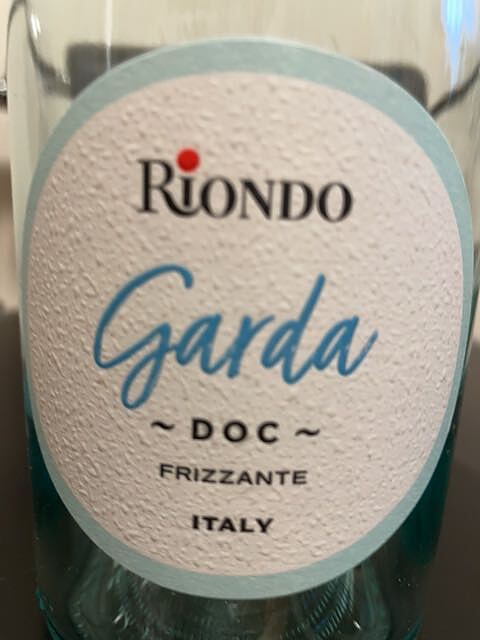 RiONDO
Garda
~ DOC ~
FRIZZANTE
ITALY